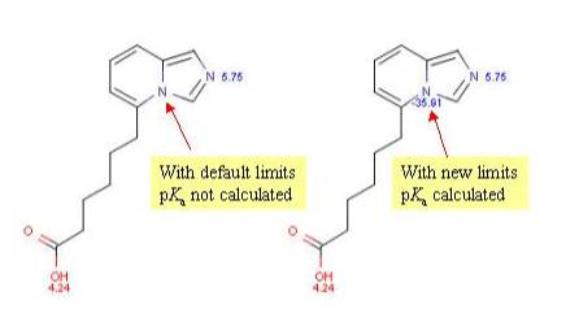 N 5.75
N
With default limits
pKa not calculated
O
OH
4.24
N 5.75
N
-35.91
With new limits
pKa calculated
O
OH
4.24